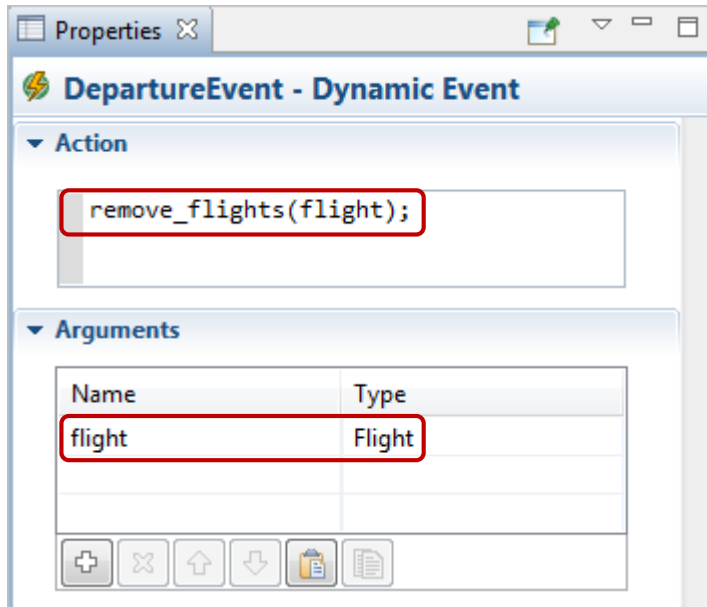 Properties
DepartureEvent - Dynamic Event
Action
remove_flights(flight);
Arguments
Name Type
flight Flight